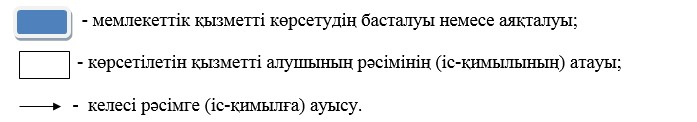 - мемлекеттік қызметті көрсетудің басталуы немесе аяқталуы;
- көрсетілетін қызметті алушының рәсімінің (іс-қимылының) атауы;
- келесі рәсімге (іс-қимылға) ауысу.